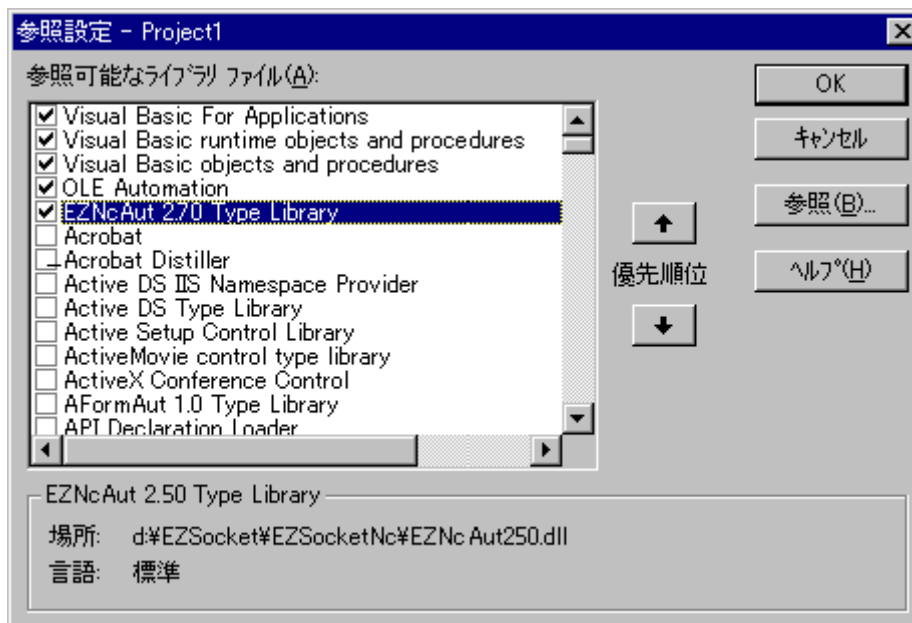 参照設定 - Project1
参照可能なライブラリ ファイル(A):
Visual Basic For Applications
Visual Basic runtime objects and procedures
Visual Basic objects and procedures
OLE Automation
EZNcAut 2.70 Type Library
Acrobat
Acrobat Distiller
Active DS IIS Namespace Provider
Active DS Type Library
Active Setup Control Library
ActiveMovie control type library
ActiveX Conference Control
AFormAut 1.0 Type Library
API Declaration Loader
優先順位
OK
キャンセル
参照(B)...
ヘルプ(H)
EZNcAut 2.50 Type Library
場所: d:¥EZSocket¥EZSocketNc¥EZNcAut250.dll
言語: 標準